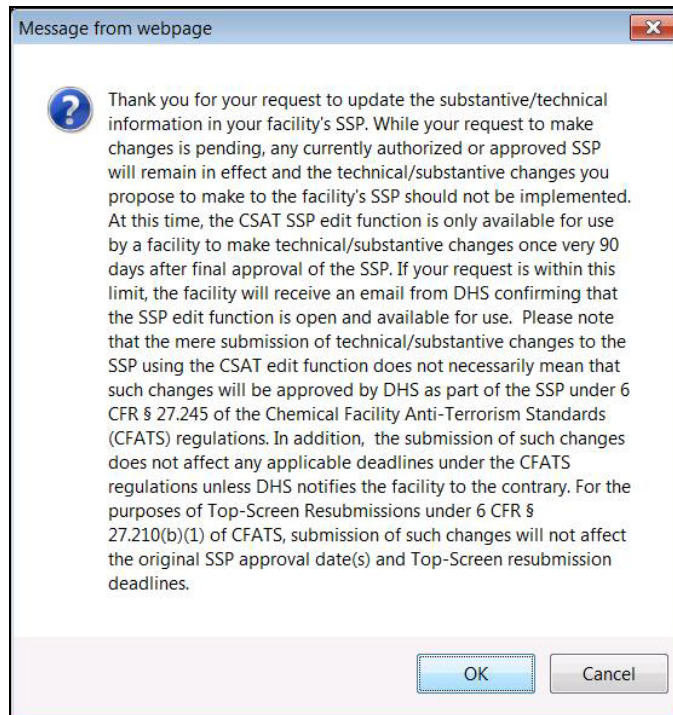 Message from webpage
Thank you for your request to update the substantive/technical
information in your facility's SSP. While your request to make
changes is pending, any currently authorized or approved SSP
will remain in effect and the technical/substantive changes you
propose to make to the facility's SSP should not be implemented.
At this time, the CSAT SSP edit function is only available for use
by a facility to make technical/substantive changes once very 90
days after final approval of the SSP. If your request is within this
limit, the facility will receive an email from DHS confirming that
the SSP edit function is open and available for use.  Please note
that the mere submission of technical/substantive changes to the
SSP using the CSAT edit function does not necessarily mean that
such changes will be approved by DHS as part of the SSP under 6
CFR § 27.245 of the Chemical Facility Anti-Terrorism Standards
(CFATS) regulations. In addition,  the submission of such changes
does not affect any applicable deadlines under the CFATS
regulations unless DHS notifies the facility to the contrary. For the
purposes of Top-Screen Resubmissions under 6 CFR §
27.210(b)(1) of CFATS, submission of such changes will not affect
the original SSP approval date(s) and Top-Screen resubmission
deadlines.
OK
Cancel